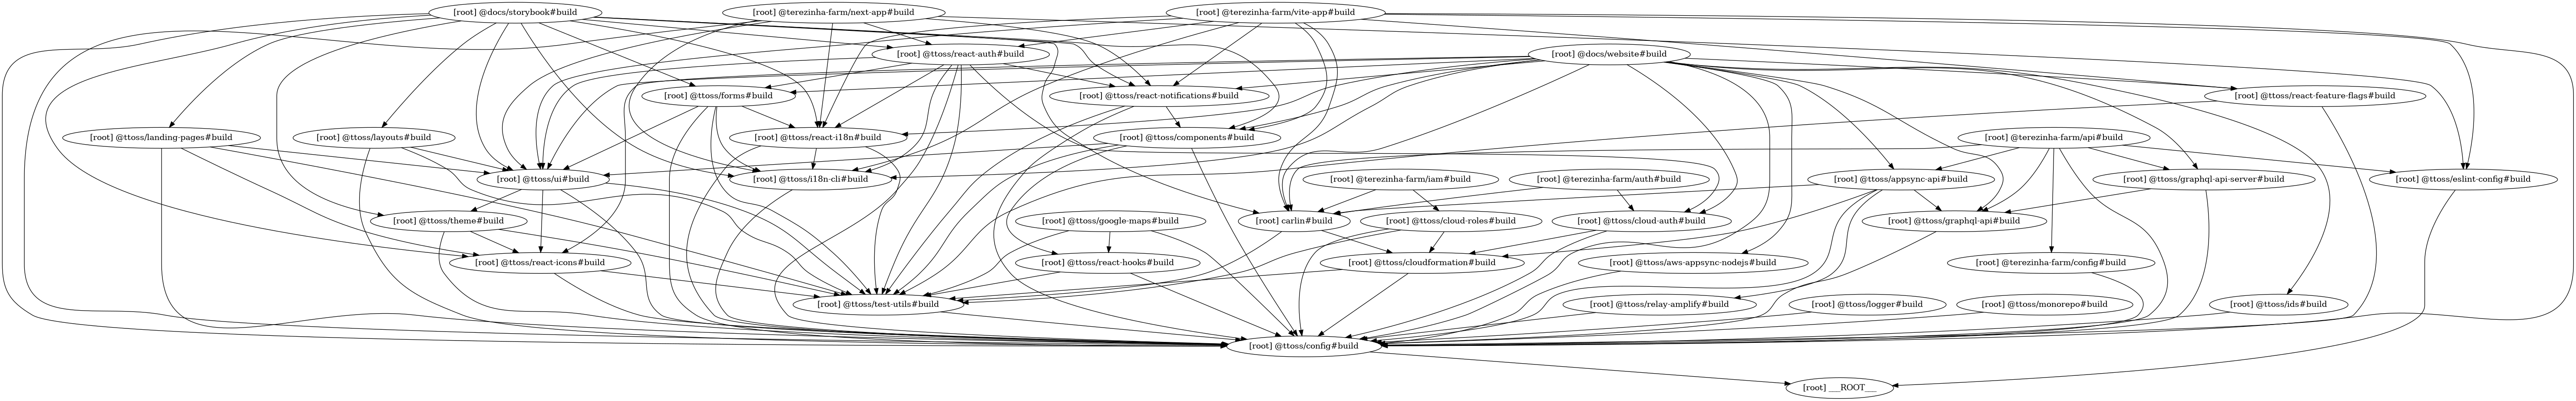 [root] @docs/storybook#build
[root] @terezinha-farm/next-app#build
[root] @terezinha-farm/vite-app#build
[root] @ttoss/react-auth#build
[root] @docs/website#build
[root] @ttoss/forms#build
[root] @ttoss/react-notifications#build
[root] @ttoss/react-feature-flags#build
[root] @ttoss/landing-pages#build
[root] @ttoss/layouts#build
[root] @ttoss/react-i18n#build
[root] @ttoss/components#build
[root] @terezinha-farm/api#build
[root] @ttoss/ui#build
[root] @ttoss/i18n-cli#build
[root] @terezinha-farm/iam#build
[root] @terezinha-farm/auth#build
[root] @ttoss/appsync-api#build
[root] @ttoss/graphql-api-server#build
[root] @ttoss/eslint-config#build
[root] @ttoss/theme#build
[root] @ttoss/google-maps#build
[root] carlin#build
[root] @ttoss/cloud-roles#build
[root] @ttoss/cloud-auth#build
[root] @ttoss/graphql-api#build
[root] @ttoss/react-icons#build
[root] @ttoss/react-hooks#build
[root] @ttoss/cloudformation#build
[root] @ttoss/aws-appsync-nodejs#build
[root] @terezinha-farm/config#build
[root] @ttoss/test-utils#build
[root] @ttoss/relay-amplify#build
[root] @ttoss/logger#build
[root] @ttoss/monorepo#build
[root] @ttoss/ids#build
[root] @ttoss/config#build
[root] ___ROOT___